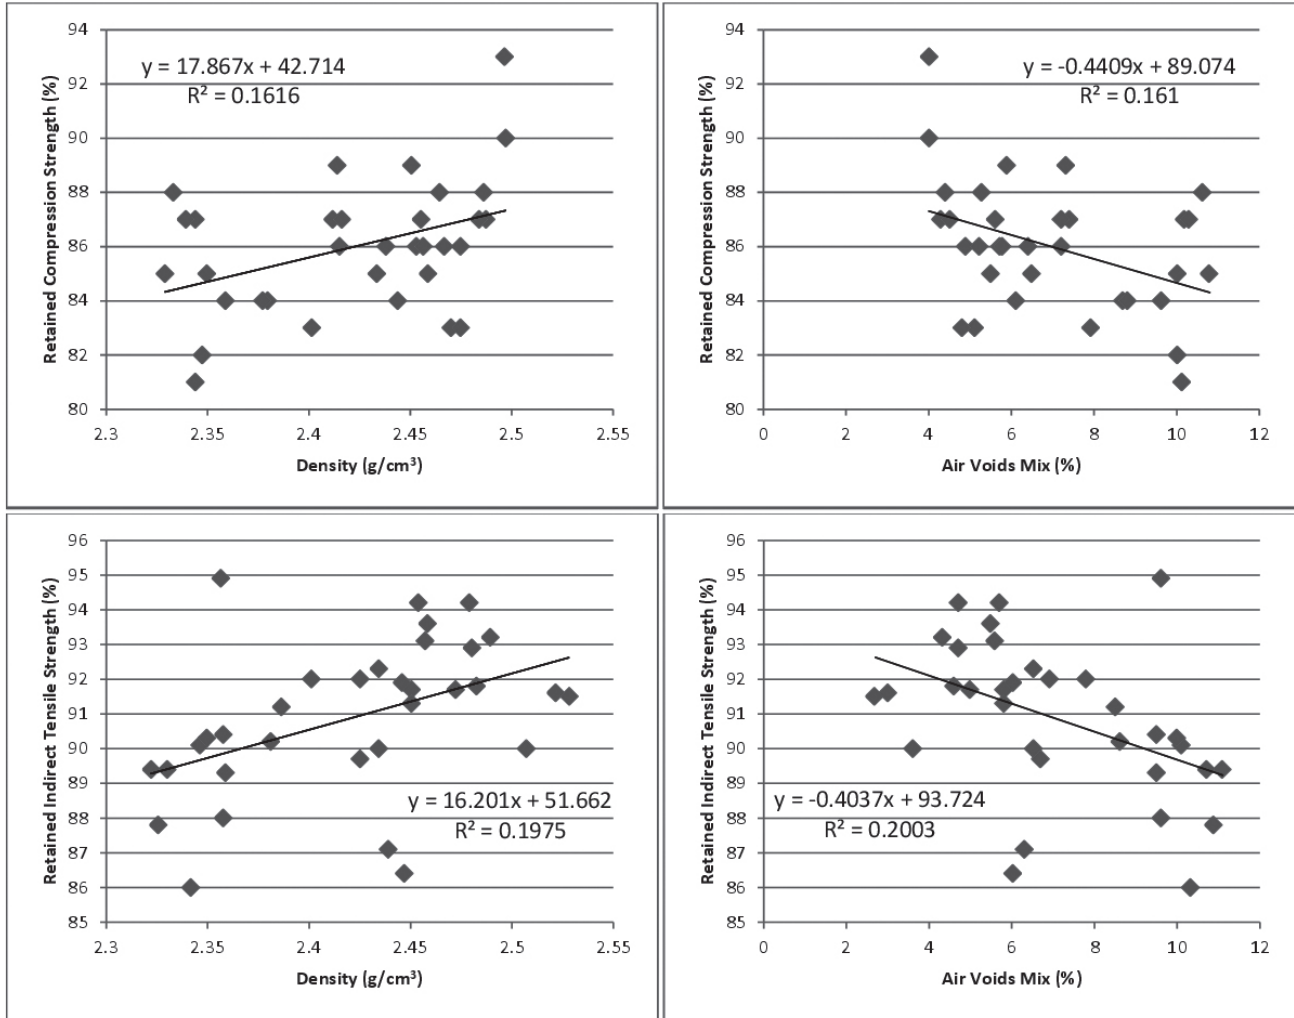 94
92
90
88
86
84
82
80
2.3 2.35 2.4 2.45 2.5 2.55
Retained Compression Strength (%)
Density (g/cm³)
y = 17.867x + 42.714
R² = 0.1616
94
92
90
88
86
84
82
80
0 2 4 6 8 10 12
Retained Compression Strength (%)
Air Voids Mix (%)
y = -0.4409x + 89.074
R² = 0.161
96
95
94
93
92
91
90
89
88
87
86
85
2.3 2.35 2.4 2.45 2.5 2.55
Retained Indirect Tensile Strength (%)
Density (g/cm³)
y = 16.201x + 51.662
R² = 0.1975
96
95
94
93
92
91
90
89
88
87
86
85
0 2 4 6 8 10 12
Retained Indirect Tensile Strength (%)
Air Voids Mix (%)
y = -0.4037x + 93.724
R² = 0.2003